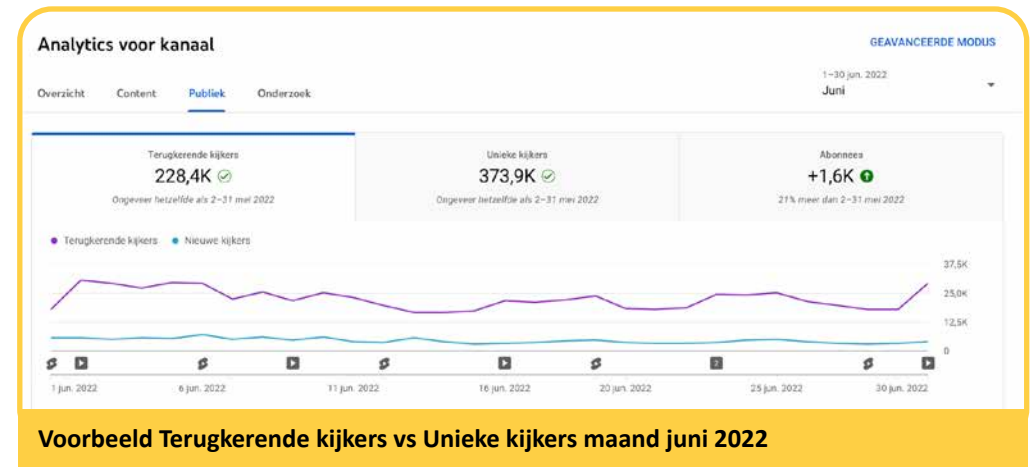 Analytics voor kanaal
GEAVANCEERDE MODUS
1–30 jun. 2022
Juni
Overzicht Content Publiek Onderzoek
Terugkerende kijkers Unieke kijkers Abonnees
228,4K 373,9K +1,6K
Ongeveer hetzelfde als 2–31 mei 2022 Ongeveer hetzelfde als 2–31 mei 2022 21% meer dan 2–31 mei 2022
Terugkerende kijkers Nieuwe kijkers
37,5K
25,0K
12,5K
0
2
1 jun. 2022 6 jun. 2022 11 jun. 2022 16 jun. 2022 20 jun. 2022 25 jun. 2022 30 jun. 2022
Voorbeeld Terugkerende kijkers vs Unieke kijkers maand juni 2022